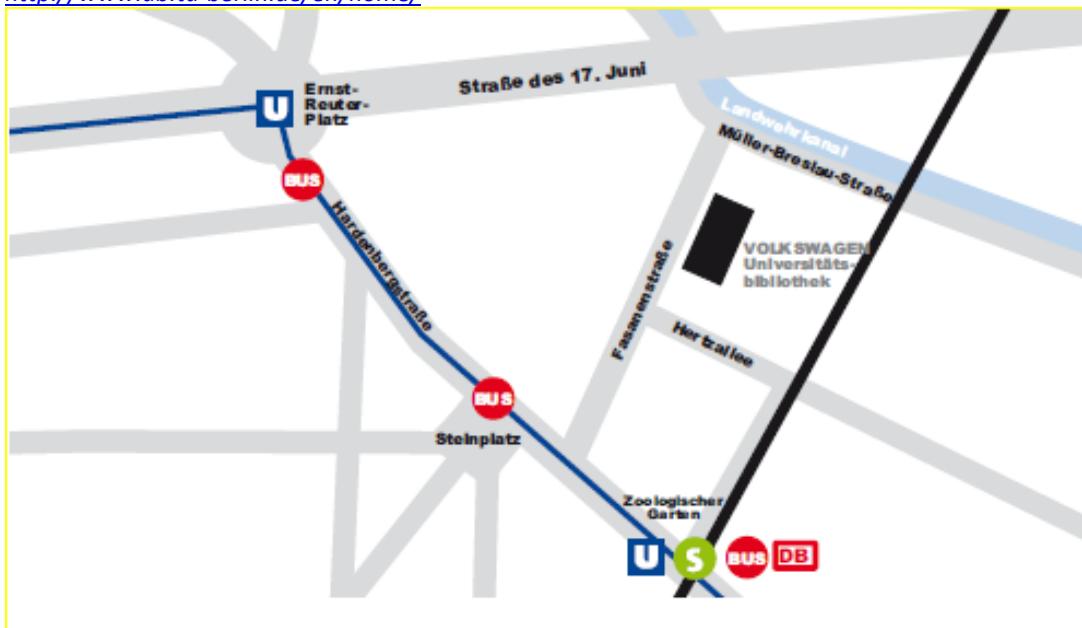 Ernst-
Reuter-
Platz
U
Straße des 17. Juni
Landwehrkanal
Müller-Breslau-Straße
BUS
Hardenbergstraße
VOLKSWAGEN
Universitäts-
bibliothek
Fasanenstraße
Hertzallee
BUS
Steinplatz
Zoologischer
Garten
U S BUS DB